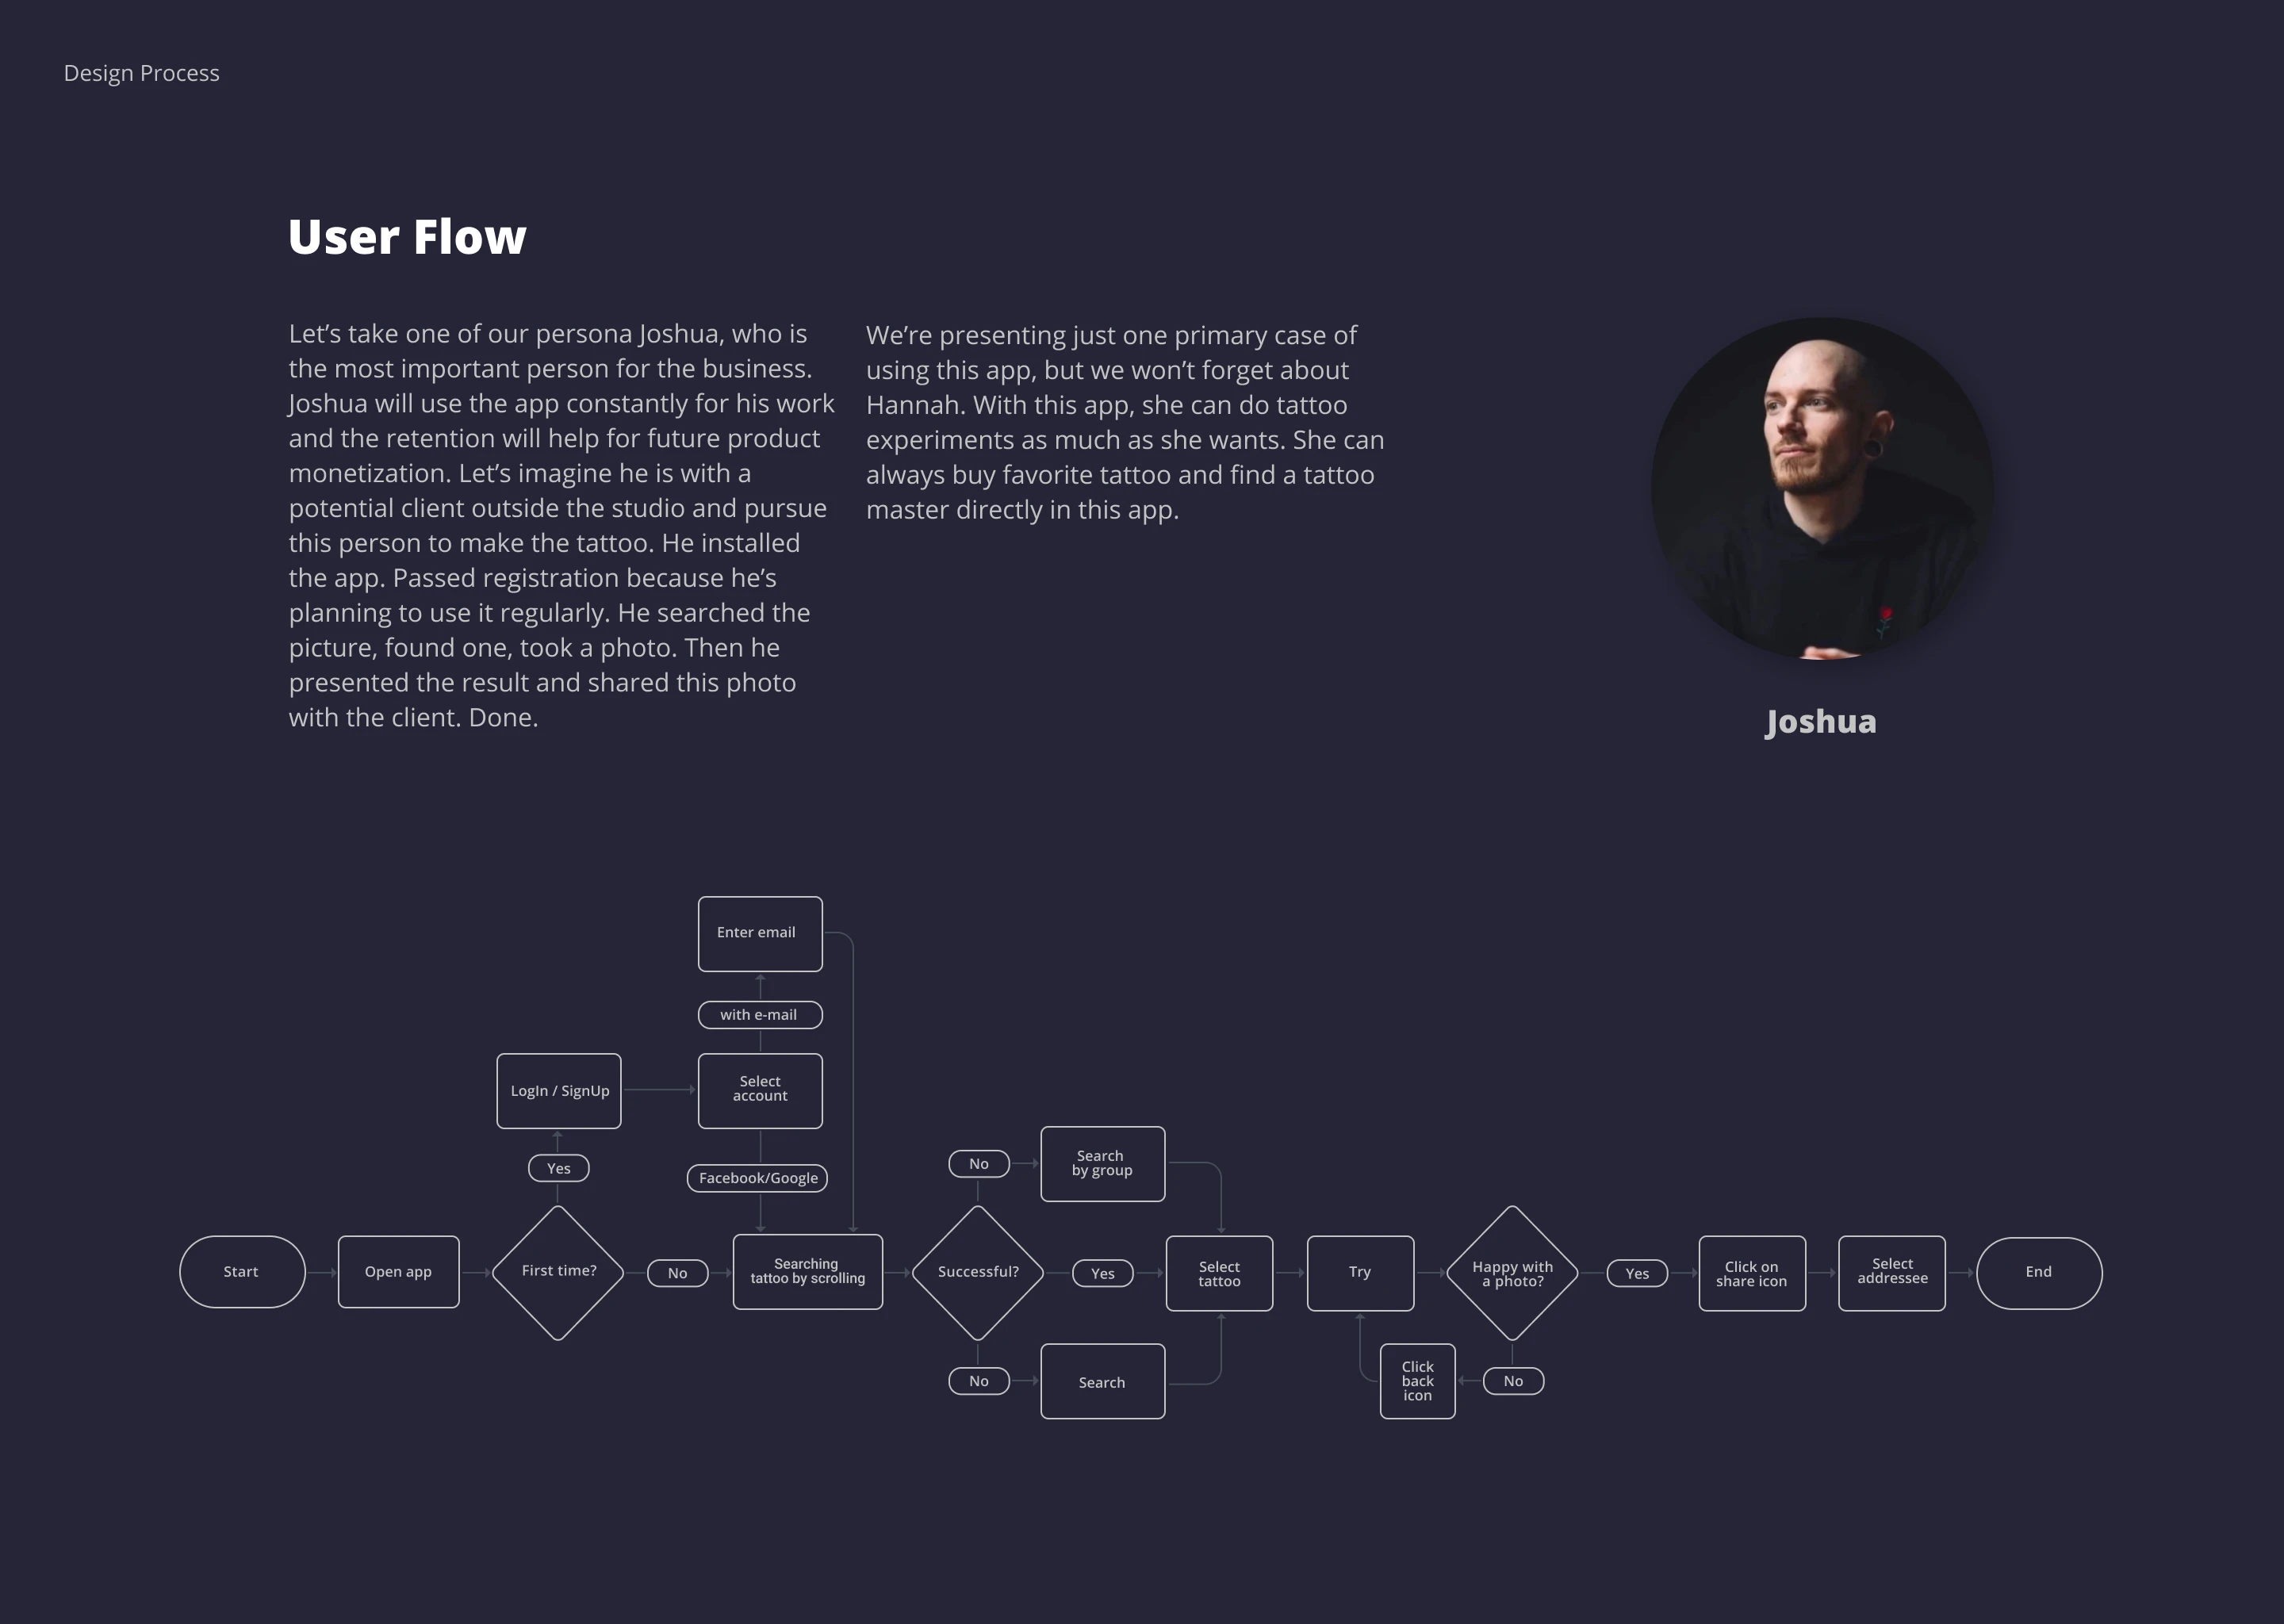 Design Process
User Flow
Let’s take one of our persona Joshua, who is
the most important person for the business.
Joshua will use the app constantly for his work
and the retention will help for future product
monetization. Let’s imagine he is with a
potential client outside the studio and pursue
this person to make the tattoo. He installed
the app. Passed registration because he’s
planning to use it regularly. He searched the
picture, found one, took a photo. Then he
presented the result and shared this photo
with the client. Done.
We’re presenting just one primary case of
using this app, but we won’t forget about
Hannah. With this app, she can do tattoo
experiments as much as she wants. She can
always buy favorite tattoo and find a tattoo
master directly in this app.
Joshua
Enter email
with e-mail
LogIn / SignUp
Select
account
Yes
Facebook/Google
No
Search
by group
Start
Open app
First time?
No
Searching
tattoo by scrolling
Successful?
Yes
Select
tattoo
Try
Happy with
a photo?
Yes
Click on
share icon
Select
addressee
End
No
Search
Click
back
icon
No